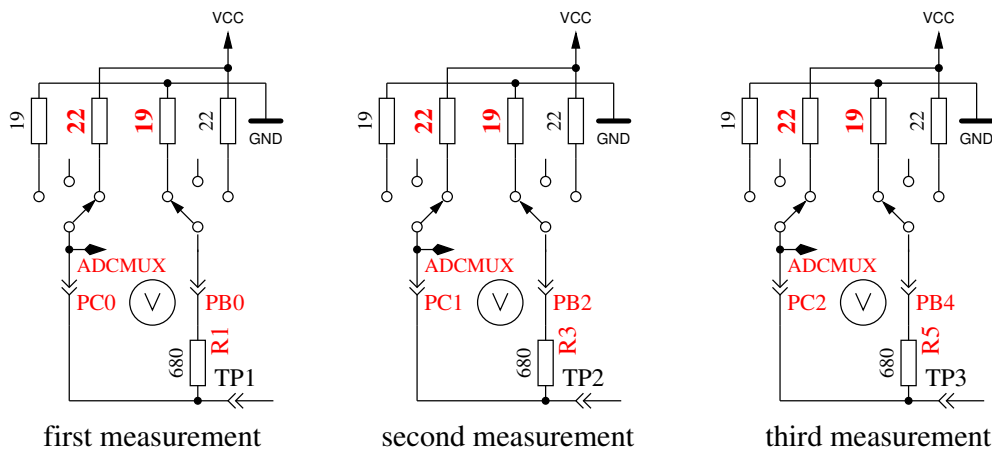 VCC
19
22
19
22
GND
ADCMUX
PC0
V
PB0
R1
680
TP1
first measurement
VCC
19
22
19
22
GND
ADCMUX
PC1
V
PB2
R3
680
TP2
second measurement
VCC
19
22
19
22
GND
ADCMUX
PC2
V
PB4
R5
680
TP3
third measurement